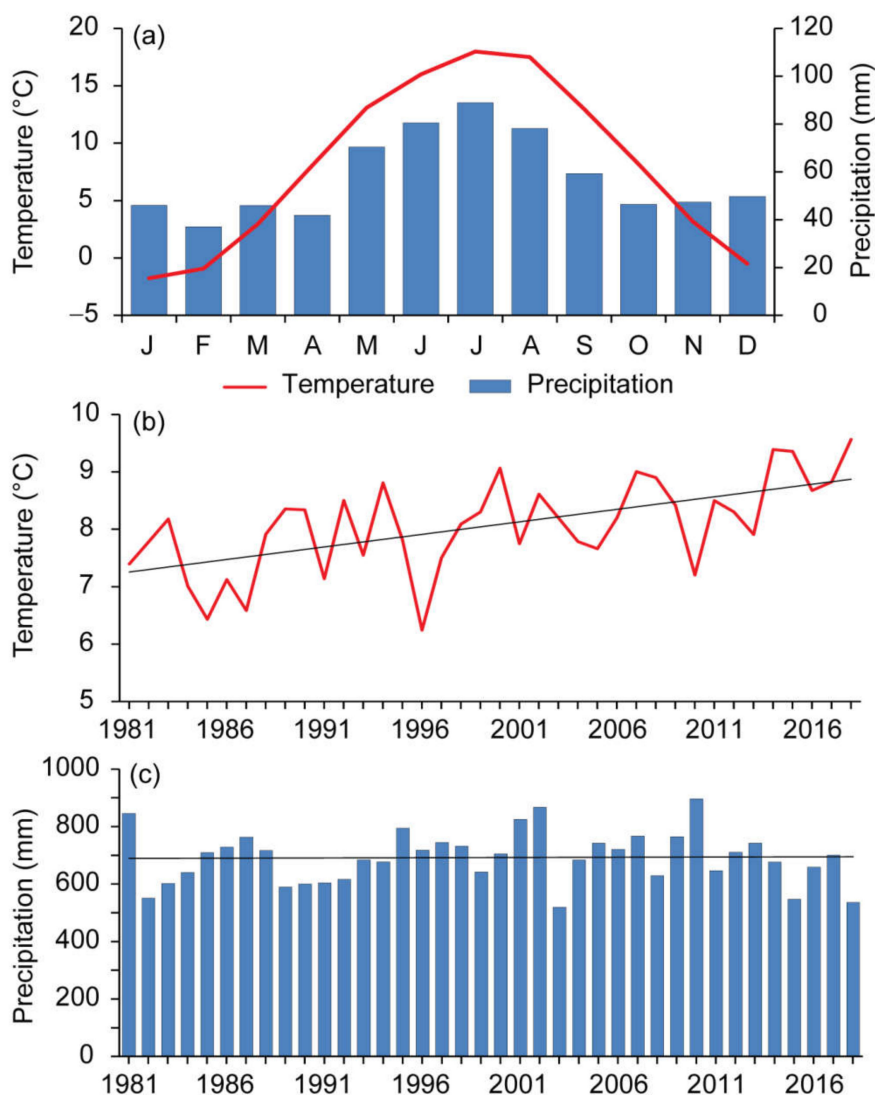 (a)
Temperature (°C)
20
15
10
5
0
–5
Precipitation (mm)
120
100
80
60
40
20
0
J F M A M J J A S O N D
Temperature Precipitation
(b)
Temperature (°C)
10
9
8
7
6
5
1981 1986 1991 1996 2001 2006 2011 2016
(c)
Precipitation (mm)
1000
800
600
400
200
0
1981 1986 1991 1996 2001 2006 2011 2016